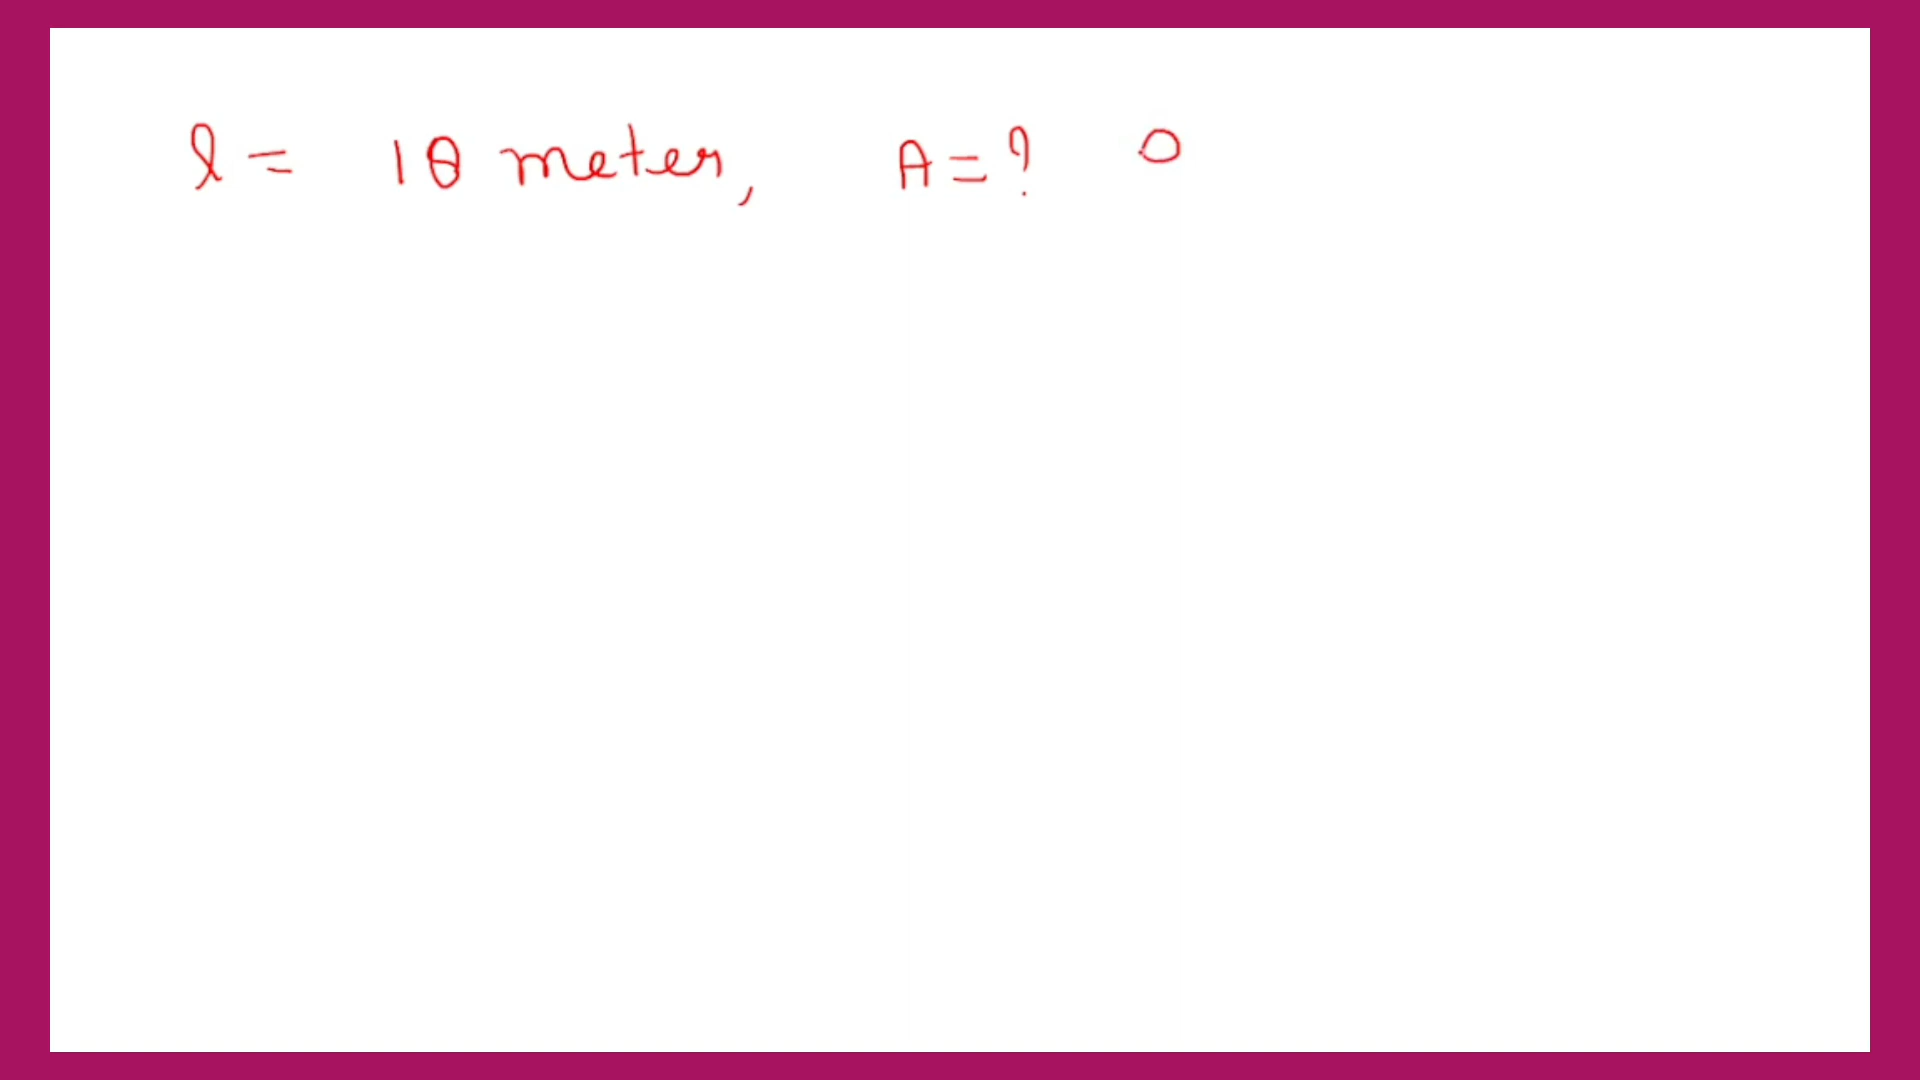 l = 10 meter, A = ? O